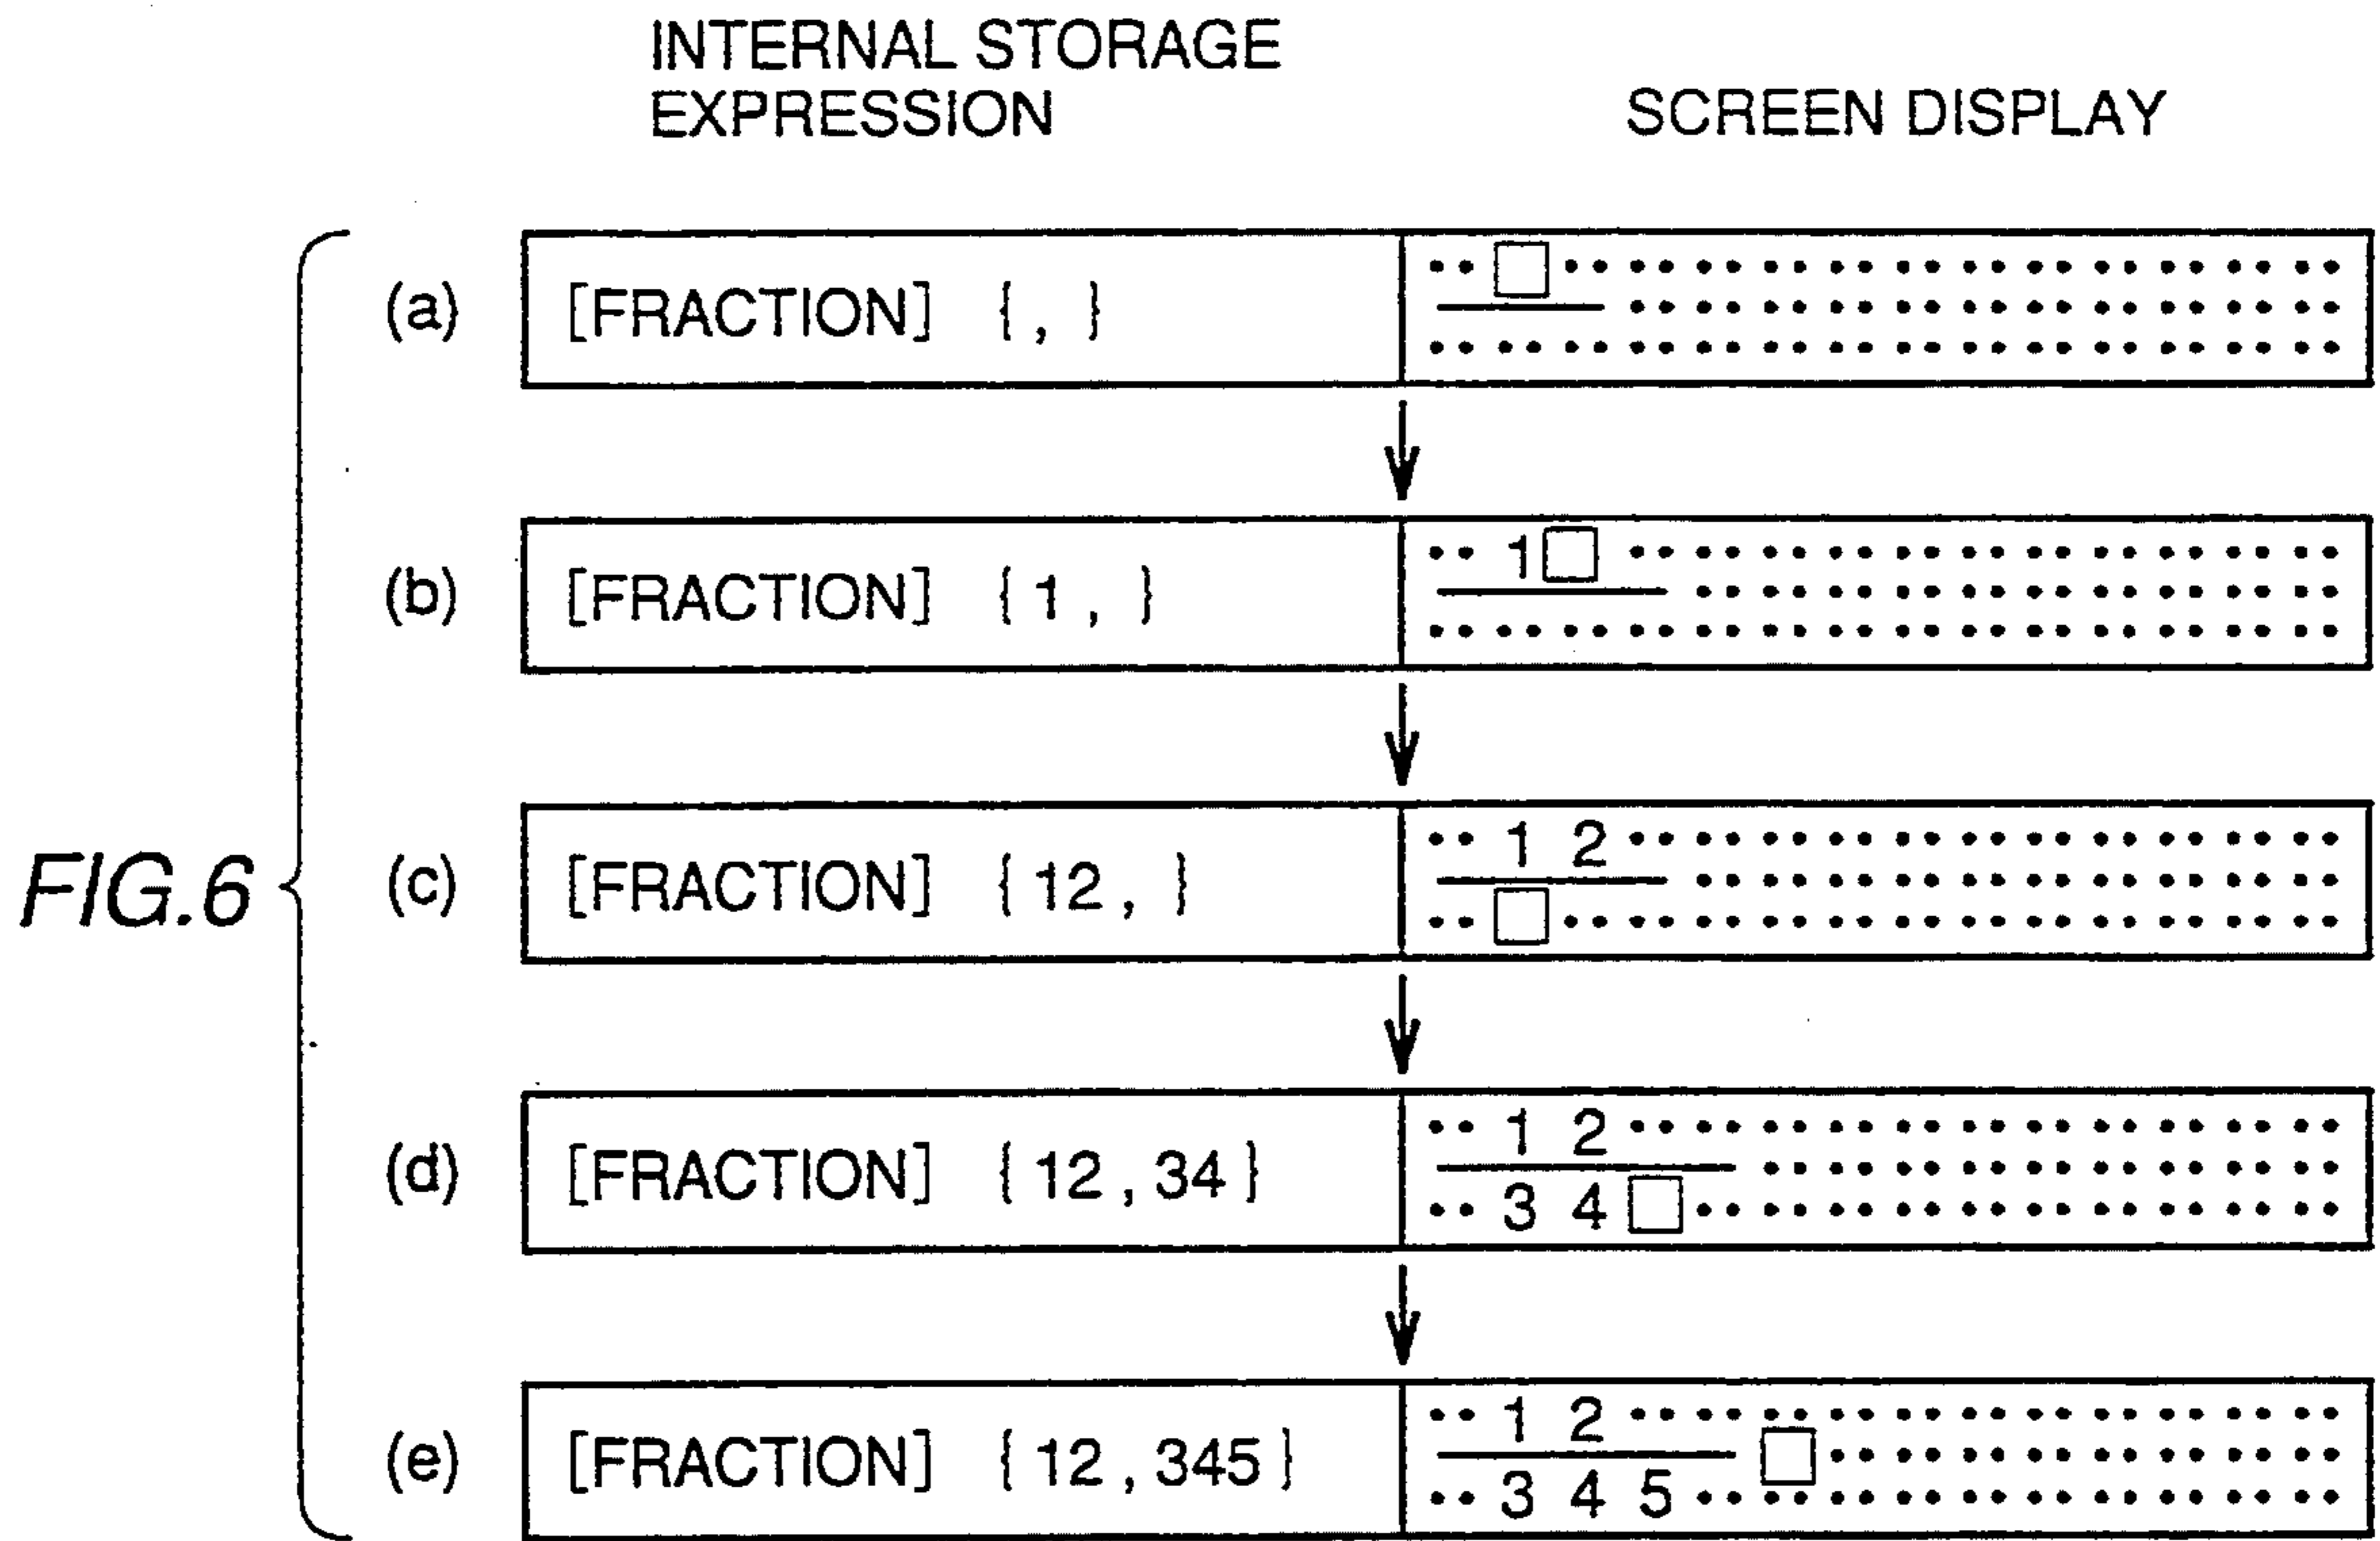 INTERNAL STORAGE
EXPRESSION
SCREEN DISPLAY
(a) [FRACTION] { , } □
(b) [FRACTION] { 1 , } 1□
(c) [FRACTION] { 12 , } 1 2
□
FIG.6
(d) [FRACTION] { 12 , 34 } 1 2
3 4 □
(e) [FRACTION] { 12 , 345 } 1 2 □
3 4 5